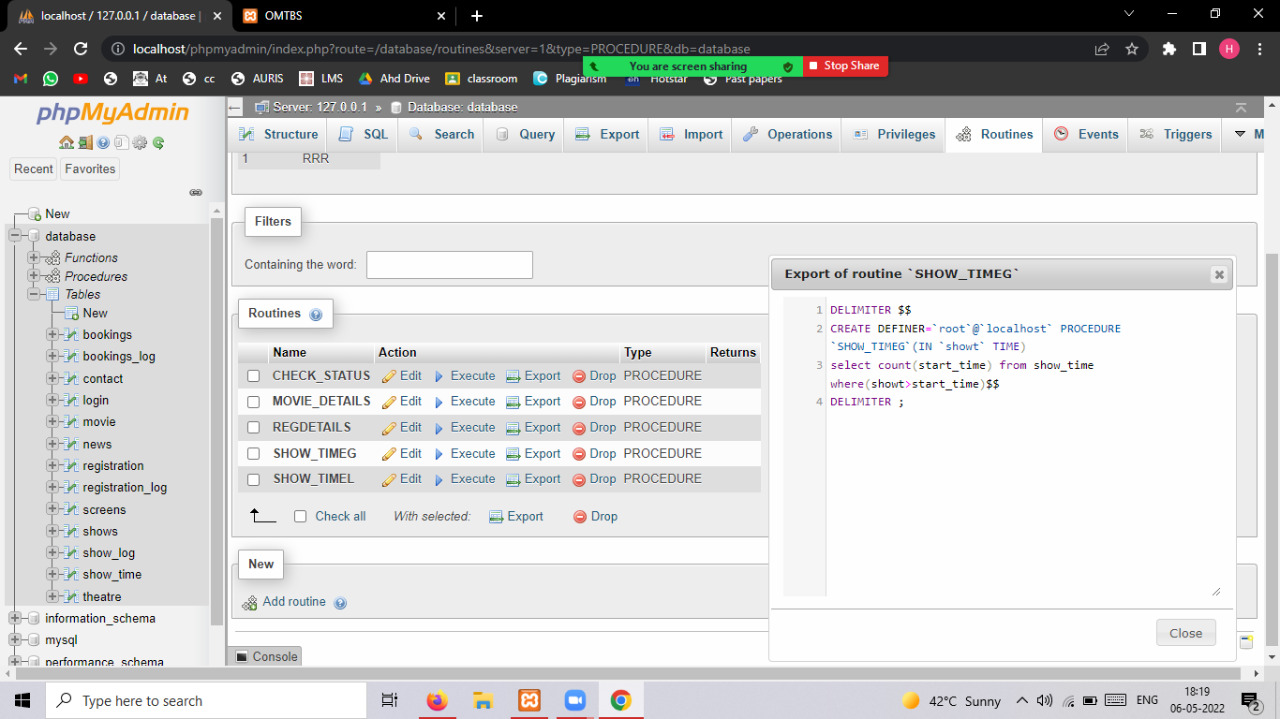 localhost / 127.0.0.1 / database |
OMTBS
localhost/phpmyadmin/index.php?route=/database/routines&server=1&type=PROCEDURE&db=database
H
You are screen sharing
Stop Share
At
cc
AURIS
LMS
Ahd Drive
classroom
Plagiarism
Hotstar
Past papers
phpMyAdmin
Server: 127.0.0.1 » Database: database
Structure SQL Search Query Export Import Operations Privileges Routines Events Triggers M
Recent Favorites
1 RRR
New
database
Functions
Procedures
Tables
New
bookings
bookings_log
contact
login
movie
news
registration
registration_log
screens
shows
show_log
show_time
theatre
information_schema
mysql
performance_schema
Filters
Containing the word:
Routines
Name Action Type Returns
CHECK_STATUS Edit Execute Export Drop PROCEDURE
MOVIE_DETAILS Edit Execute Export Drop PROCEDURE
REGDETAILS Edit Execute Export Drop PROCEDURE
SHOW_TIMEG Edit Execute Export Drop PROCEDURE
SHOW_TIMEL Edit Execute Export Drop PROCEDURE
Check all With selected: Export Drop
New
Add routine
Console
Export of routine `SHOW_TIMEG`
1 DELIMITER $$
2 CREATE DEFINER=`root`@`localhost` PROCEDURE
`SHOW_TIMEG`(IN `showt` TIME)
3 select count(start_time) from show_time
where(showt>start_time)$$
4 DELIMITER ;
Close
Type here to search
42°C Sunny
ENG
18:19
06-05-2022
2